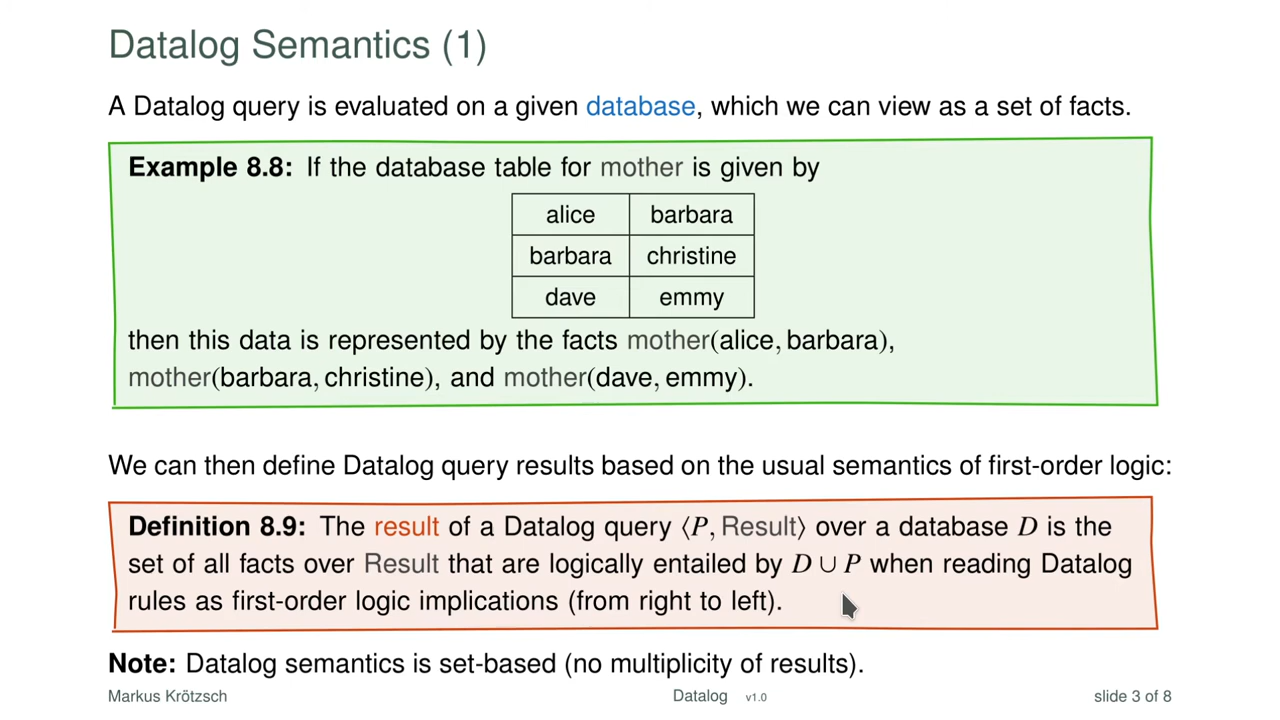 Datalog Semantics (1)
A Datalog query is evaluated on a given database, which we can view as a set of facts.
Example 8.8: If the database table for mother is given by
alice barbara
barbara christine
dave emmy
then this data is represented by the facts mother(alice, barbara),
mother(barbara, christine), and mother(dave, emmy).
We can then define Datalog query results based on the usual semantics of first-order logic:
Definition 8.9: The result of a Datalog query ⟨P, Result⟩ over a database D is the
set of all facts over Result that are logically entailed by D ∪ P when reading Datalog
rules as first-order logic implications (from right to left).
Note: Datalog semantics is set-based (no multiplicity of results).
Markus Krötzsch Datalog v1.0 slide 3 of 8